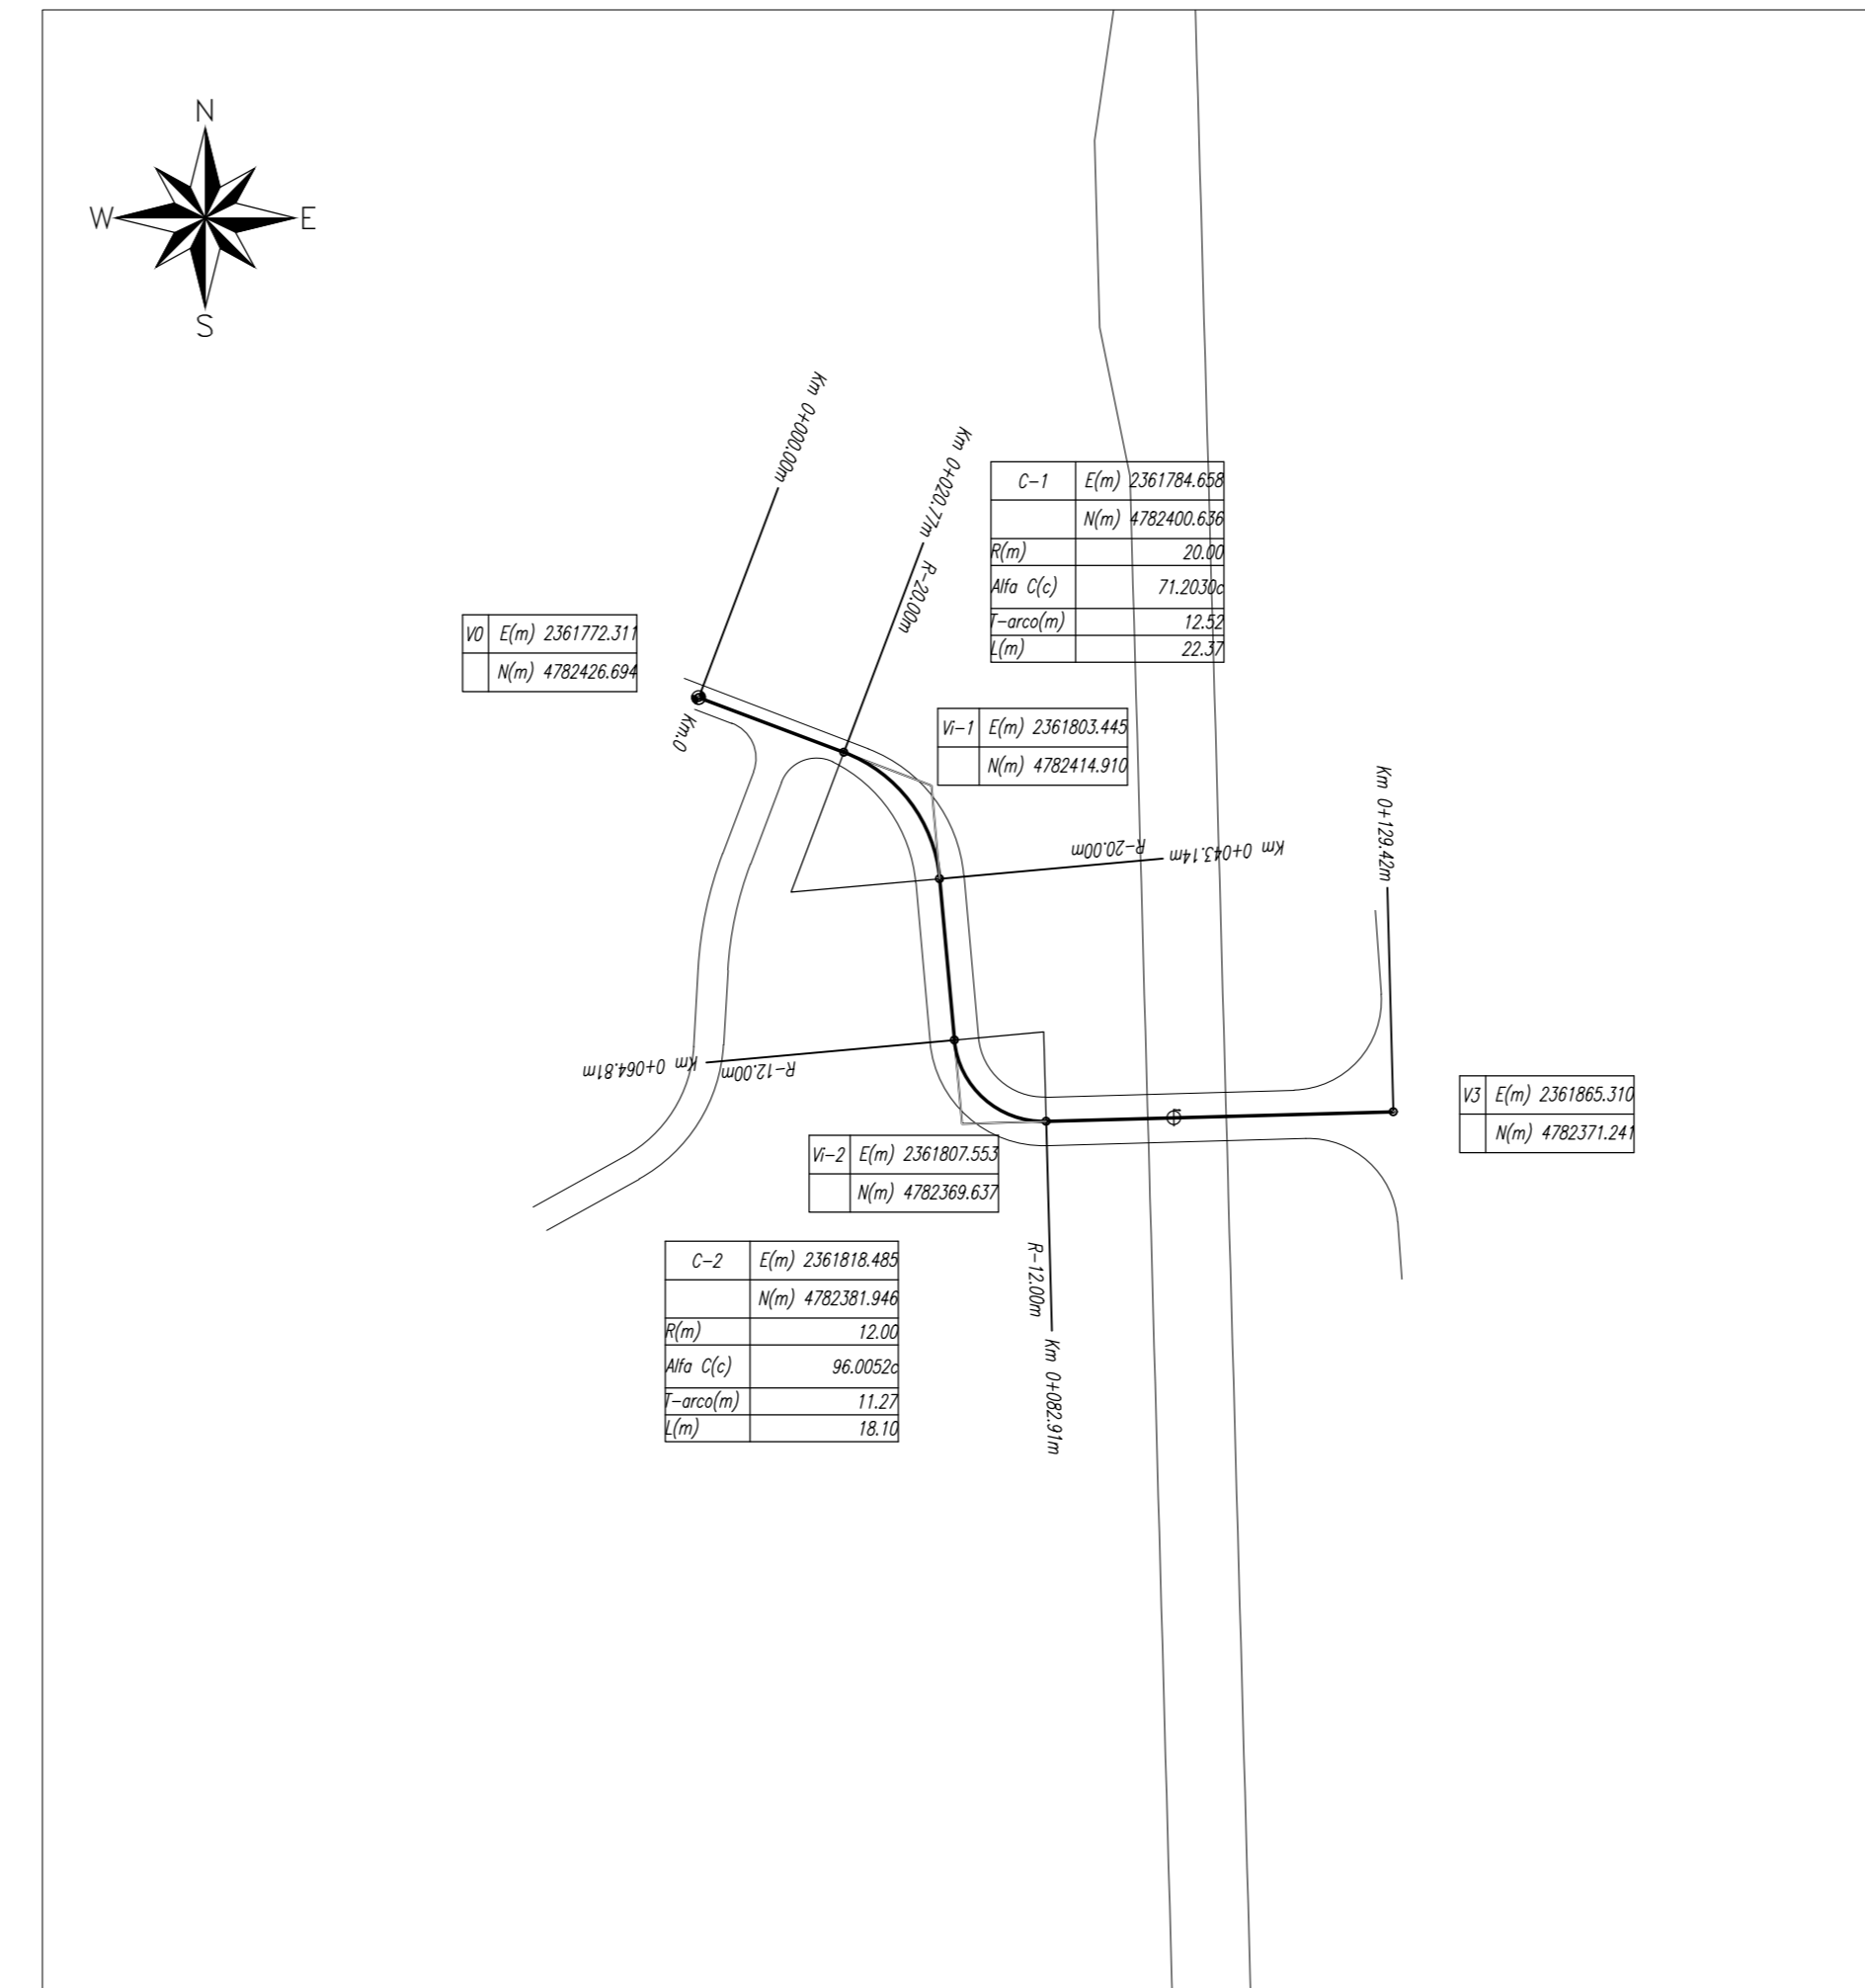 N
W E
S
Km 0+000.00m
Km 0+020.77m
R-20.00m
C-1 E(m) 2361784.658
N(m) 4782400.636
R(m) 20.00
Alfa C(c) 71.2030c
T-arco(m) 12.52
L(m) 22.37
V0 E(m) 2361772.311
N(m) 4782426.694
Km.0
Vi-1 E(m) 2361803.445
N(m) 4782414.910
Km 0+129.42m
R-20.00m
Km 0+043.14m
Km 0+064.81m
R-12.00m
V3 E(m) 2361865.310
N(m) 4782371.241
Vi-2 E(m) 2361807.553
N(m) 4782369.637
R-12.00m
Km 0+082.91m
C-2 E(m) 2361818.485
N(m) 4782381.946
R(m) 12.00
Alfa C(c) 96.0052c
T-arco(m) 11.27
L(m) 18.10